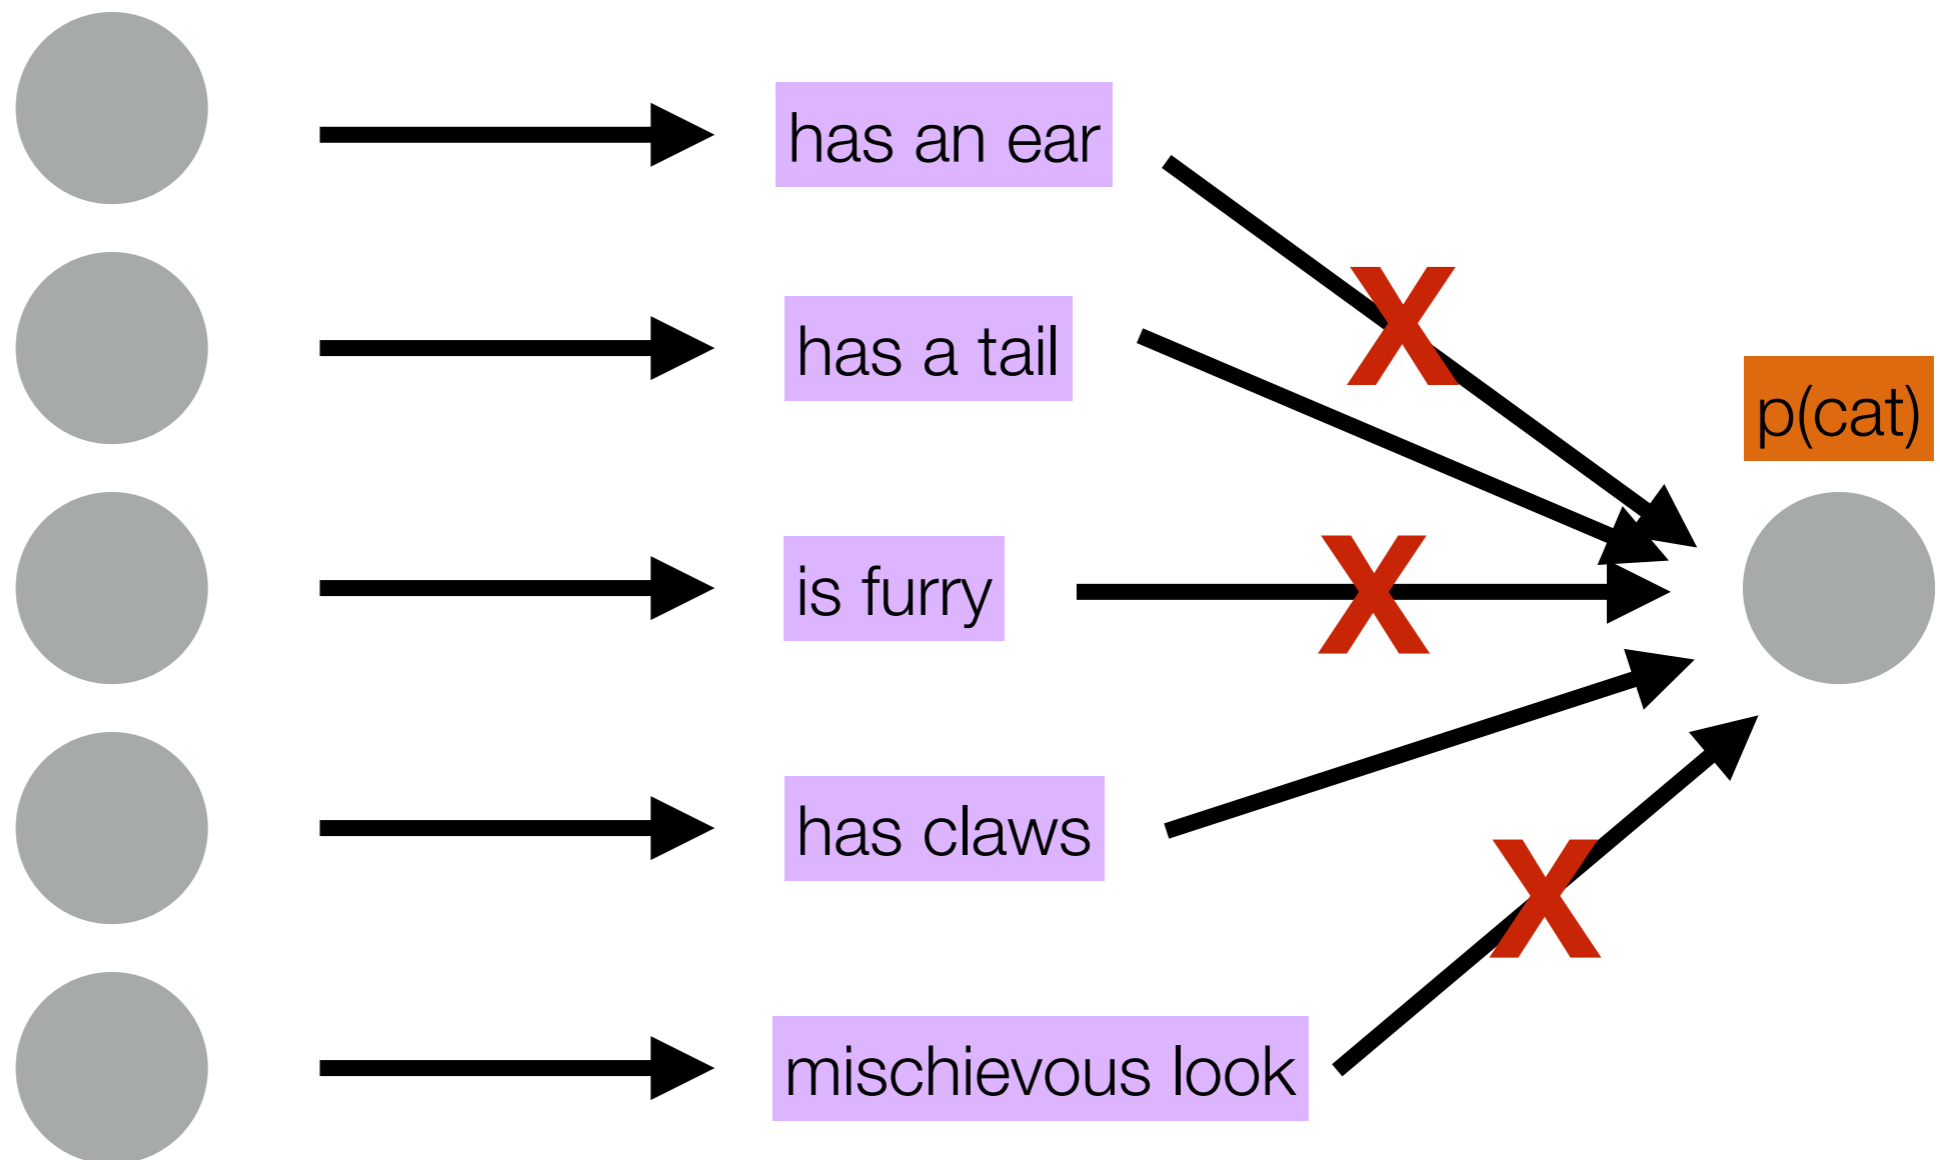 has an ear
X
has a tail
p(cat)
X
is furry
has claws
X
mischievous look